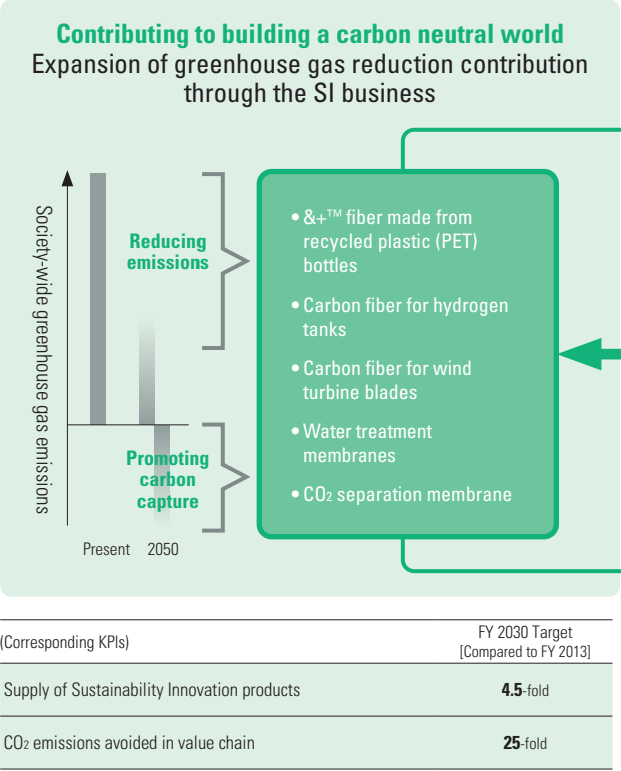 Contributing to building a carbon neutral world
Expansion of greenhouse gas reduction contribution
through the SI business
Society-wide greenhouse gas emissions
Reducing
emissions
Promoting
carbon
capture
Present 2050
• &+™ fiber made from
recycled plastic (PET)
bottles
• Carbon fiber for hydrogen
tanks
• Carbon fiber for wind
turbine blades
• Water treatment
membranes
• CO2 separation membrane
(Corresponding KPIs) FY 2030 Target
[Compared to FY 2013]
Supply of Sustainability Innovation products 4.5-fold
CO2 emissions avoided in value chain 25-fold